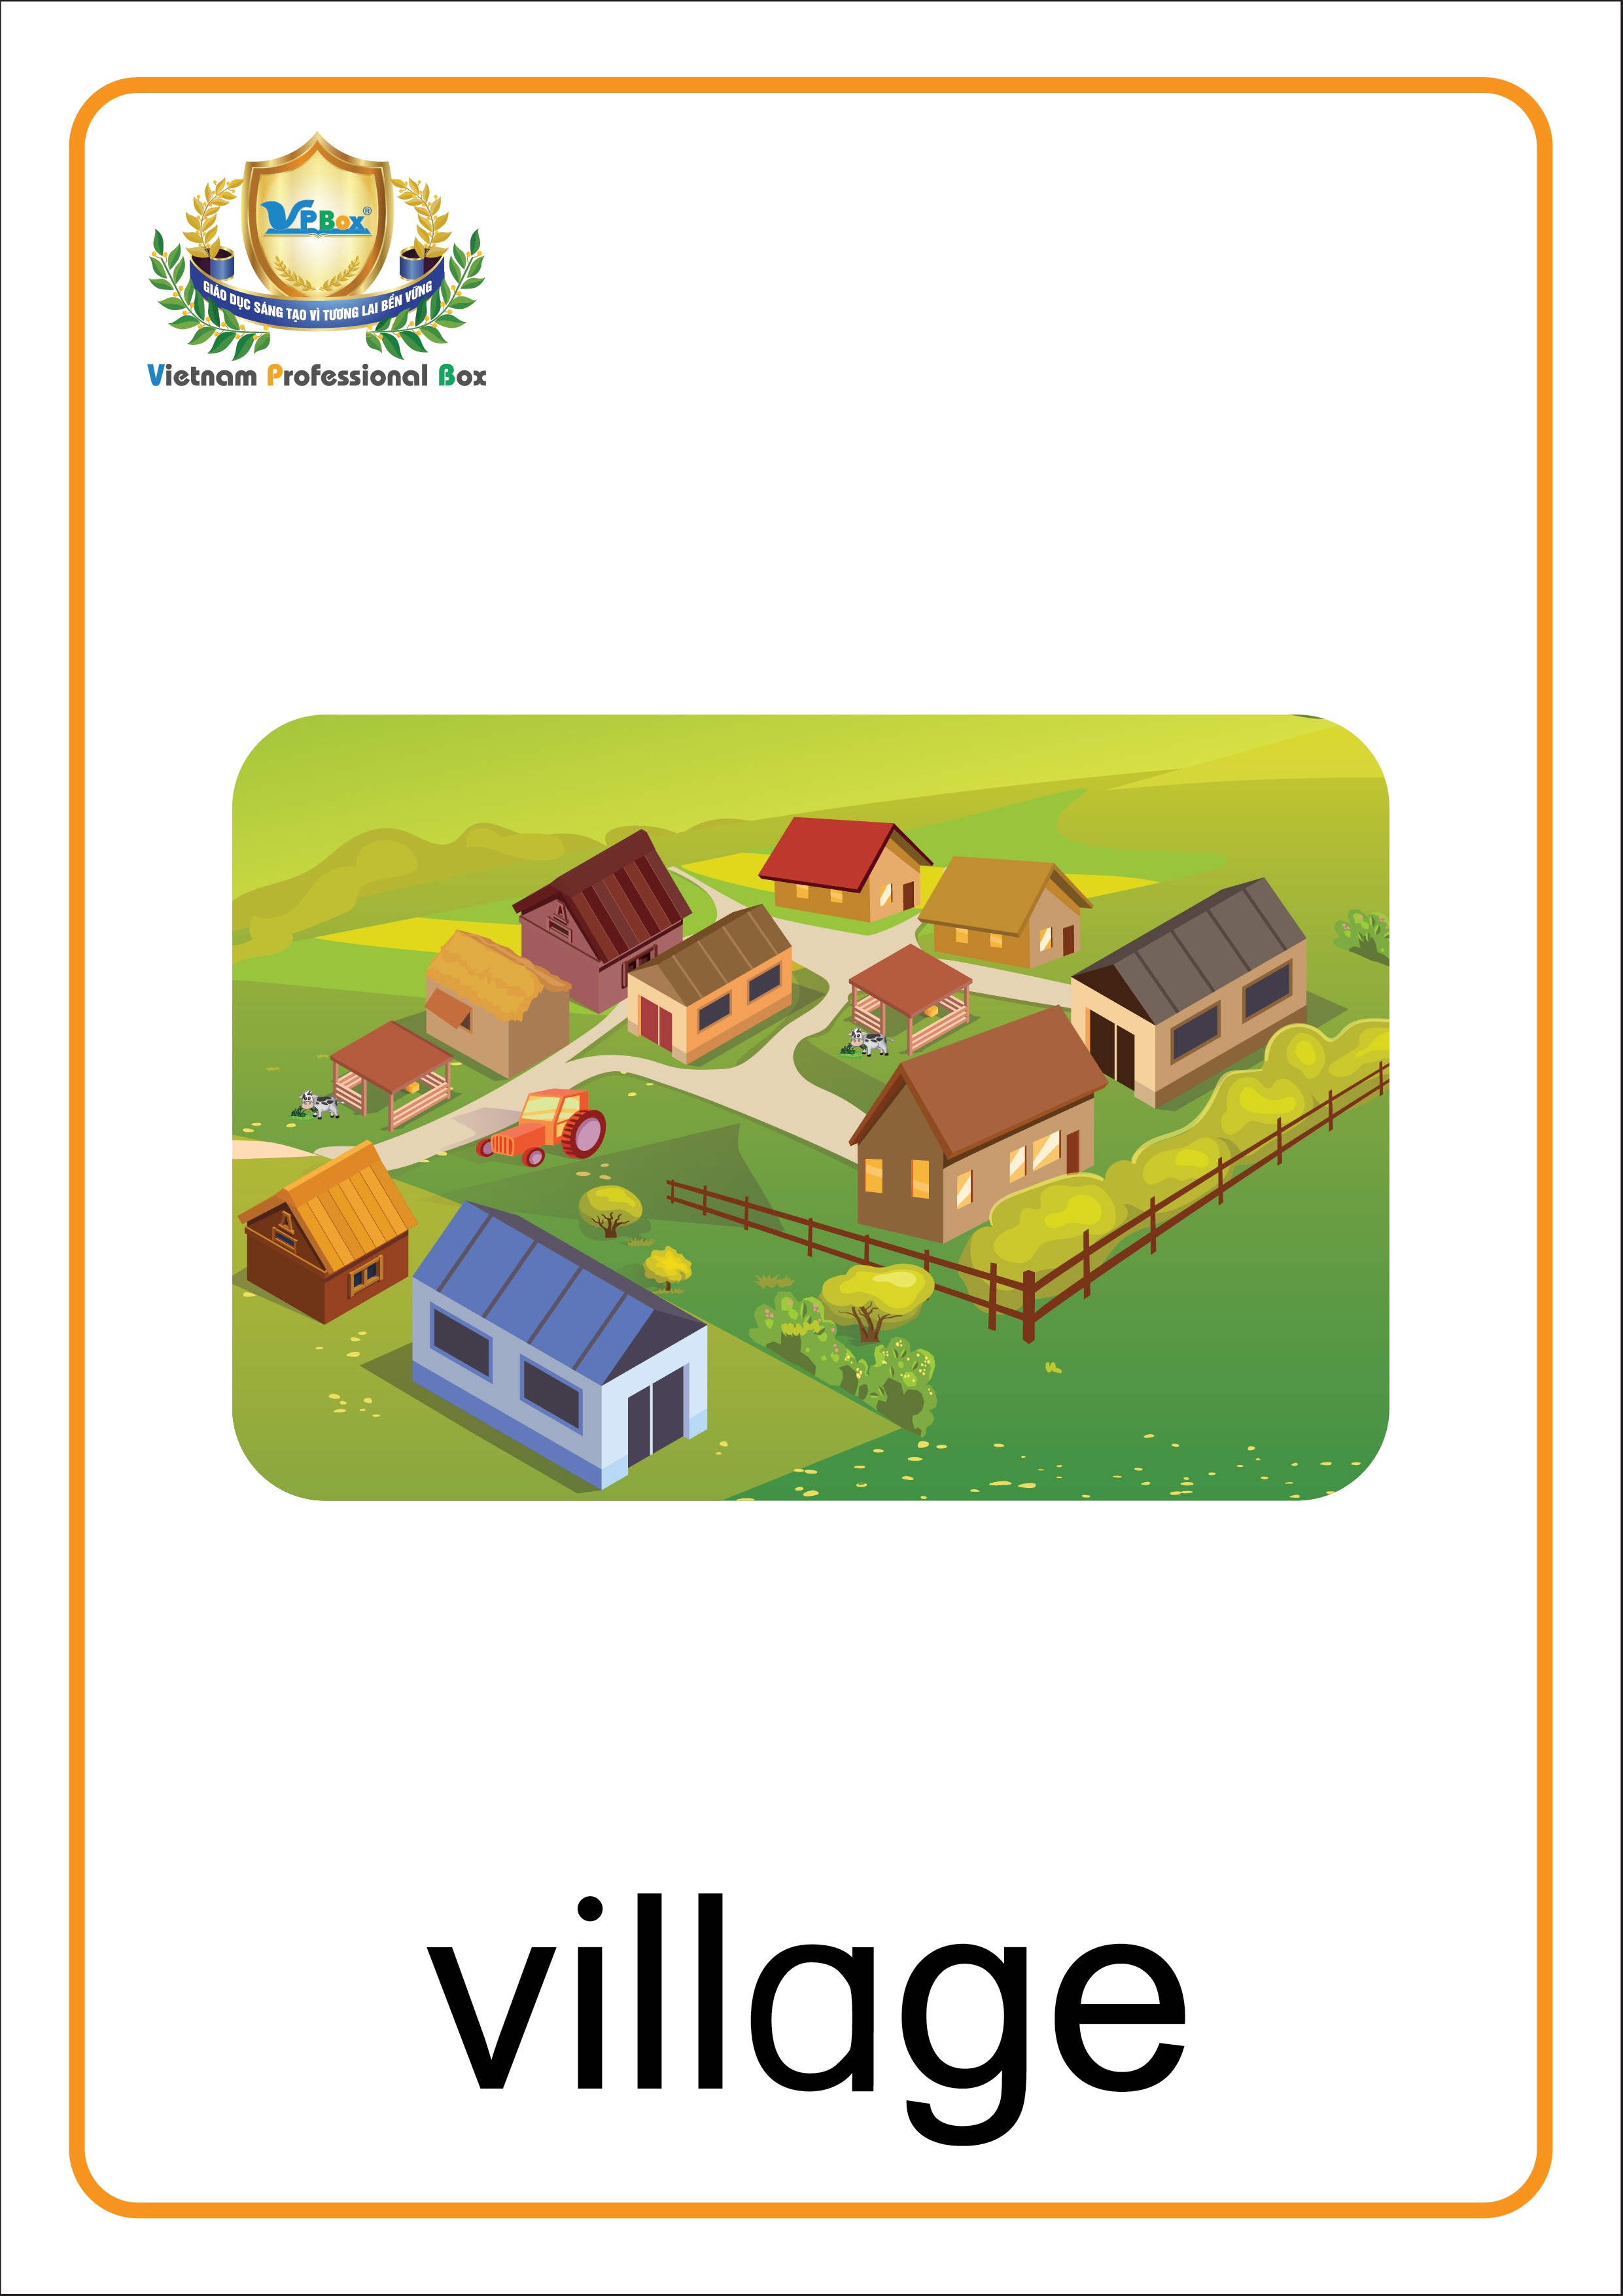 VPBox®
GIÁO DỤC SÁNG TẠO VÌ TƯƠNG LAI BỀN VỮNG
Vietnam Professional Box
village